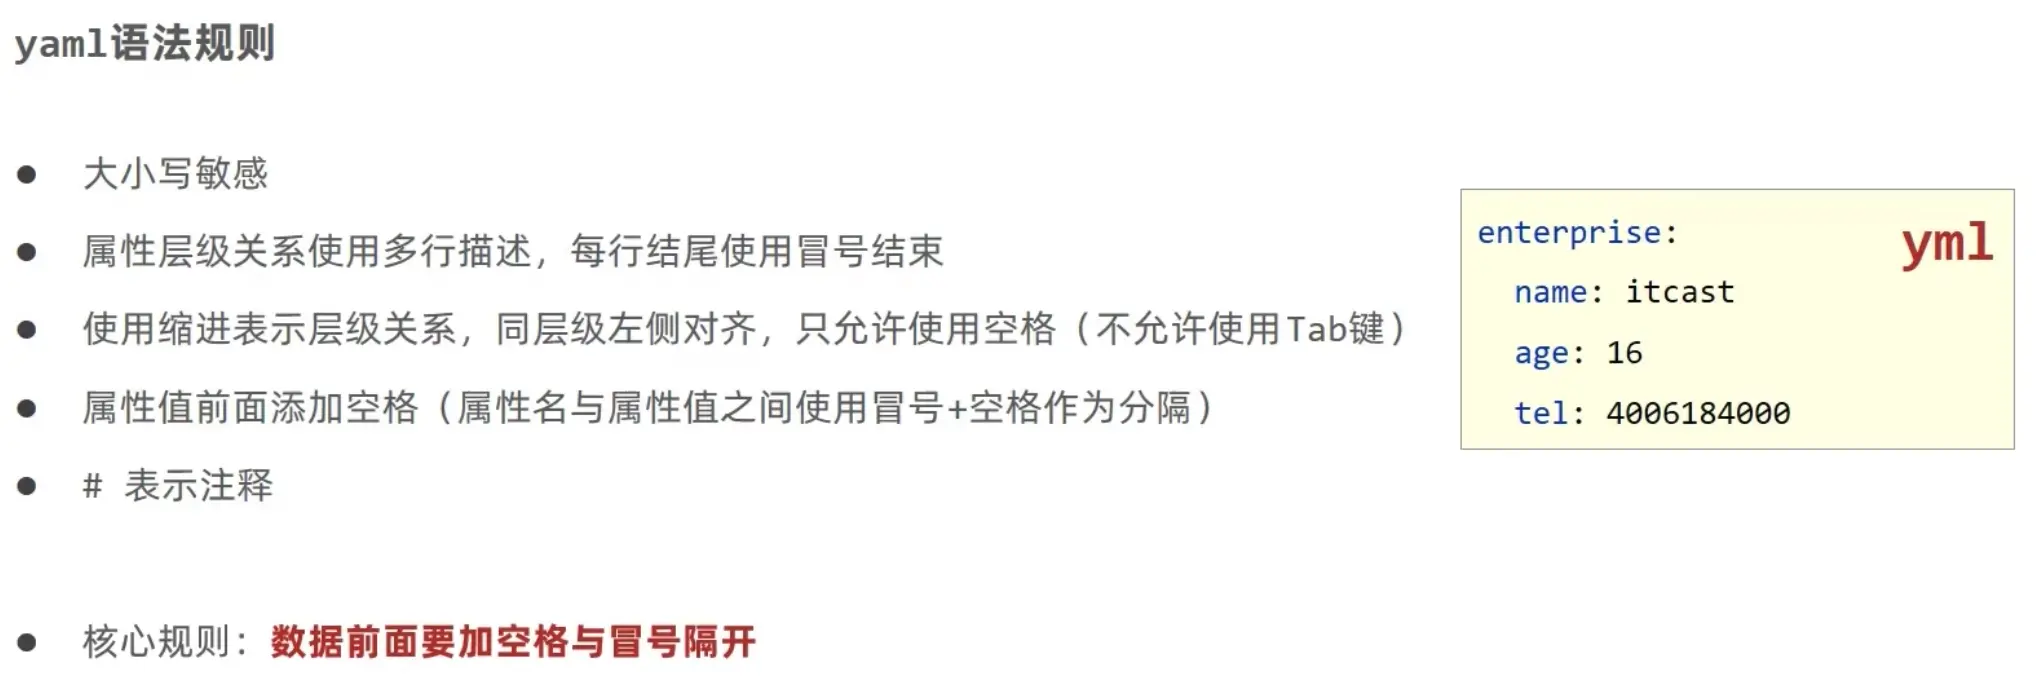 yaml语法规则
● 大小写敏感
● 属性层级关系使用多行描述，每行结尾使用冒号结束
● 使用缩进表示层级关系，同层级左侧对齐，只允许使用空格（不允许使用Tab键）
● 属性值前面添加空格（属性名与属性值之间使用冒号+空格作为分隔）
● # 表示注释
● 核心规则：数据前面要加空格与冒号隔开
enterprise:
yml
  name: itcast
  age: 16
  tel: 4006184000